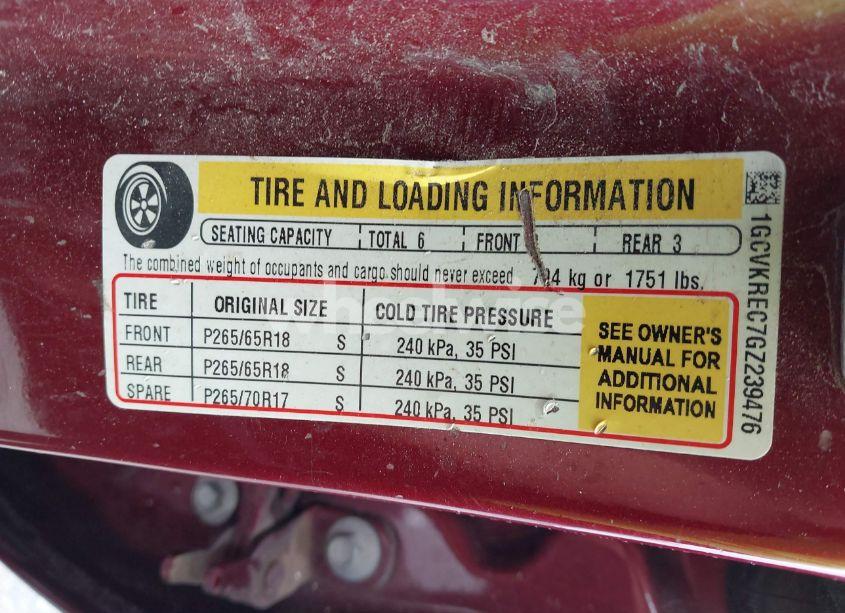 TIRE AND LOADING INFORMATION
SEATING CAPACITY TOTAL 6 FRONT REAR 3
The combined weight of occupants and cargo should never exceed kg or 1751 lbs.
TIRE ORIGINAL SIZE COLD TIRE PRESSURE
FRONT P265/65R18 S 240 kPa, 35 PSI
REAR P265/65R18 S 240 kPa, 35 PSI
SPARE P265/70R17 S 240 kPa, 35 PSI
SEE OWNER'S
MANUAL FOR
ADDITIONAL
INFORMATION
1GCVKREC7GZ239476